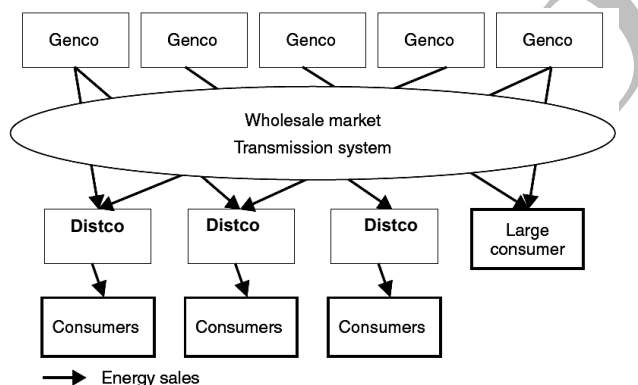 Genco Genco Genco Genco Genco
Wholesale market
Transmission system
Distco Distco Distco Large
consumer
Consumers Consumers Consumers
Energy sales